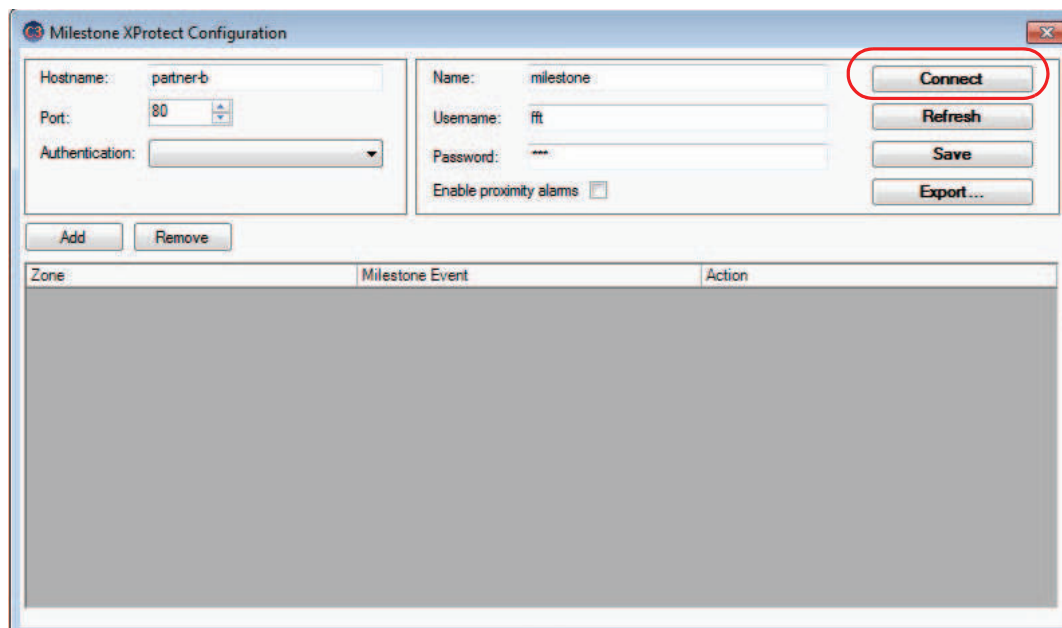 Milestone XProtect Configuration
Hostname: partner-b
Port: 80
Authentication:
Name: milestone
Username: fft
Password: ***
Enable proximity alarms
Connect
Refresh
Save
Export...
Add Remove
Zone Milestone Event Action